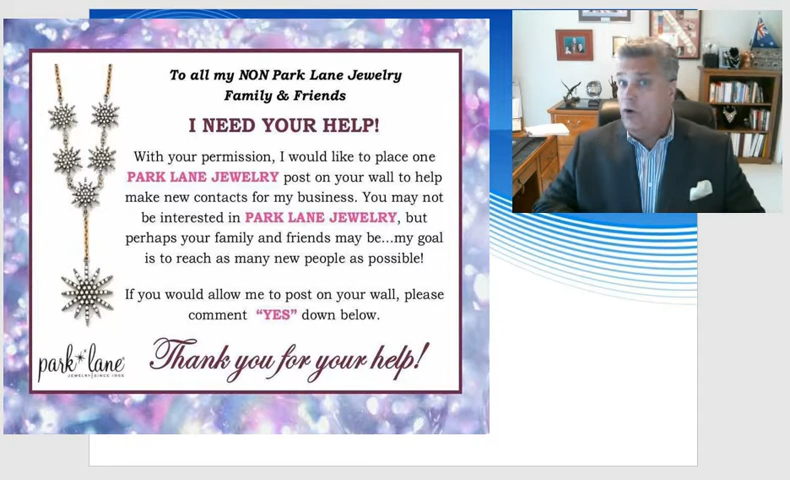 To all my NON Park Lane Jewelry
Family & Friends
I NEED YOUR HELP!
With your permission, I would like to place one
PARK LANE JEWELRY post on your wall to help
make new contacts for my business. You may not
be interested in PARK LANE JEWELRY, but
perhaps your family and friends may be...my goal
is to reach as many new people as possible!
If you would allow me to post on your wall, please
comment “YES” down below.
park lane
JEWELRY SINCE 1955
Thank you for your help!